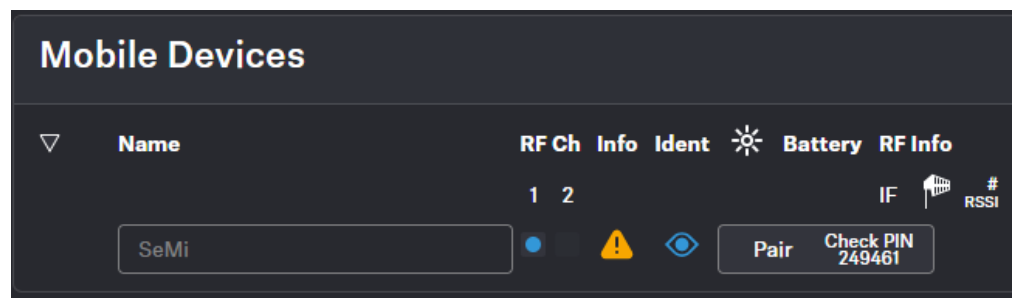 Mobile Devices
Name RF Ch Info Ident Battery RF Info
1 2 IF # RSSI
SeMi Pair Check PIN 249461